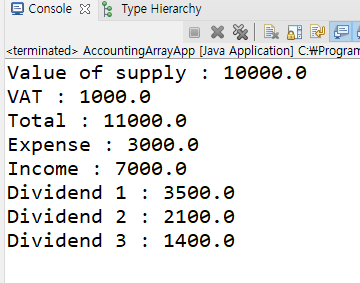 Console Type Hierarchy
<terminated> AccountingArrayApp [Java Application] C:₩Program
Value of supply : 10000.0
VAT : 1000.0
Total : 11000.0
Expense : 3000.0
Income : 7000.0
Dividend 1 : 3500.0
Dividend 2 : 2100.0
Dividend 3 : 1400.0